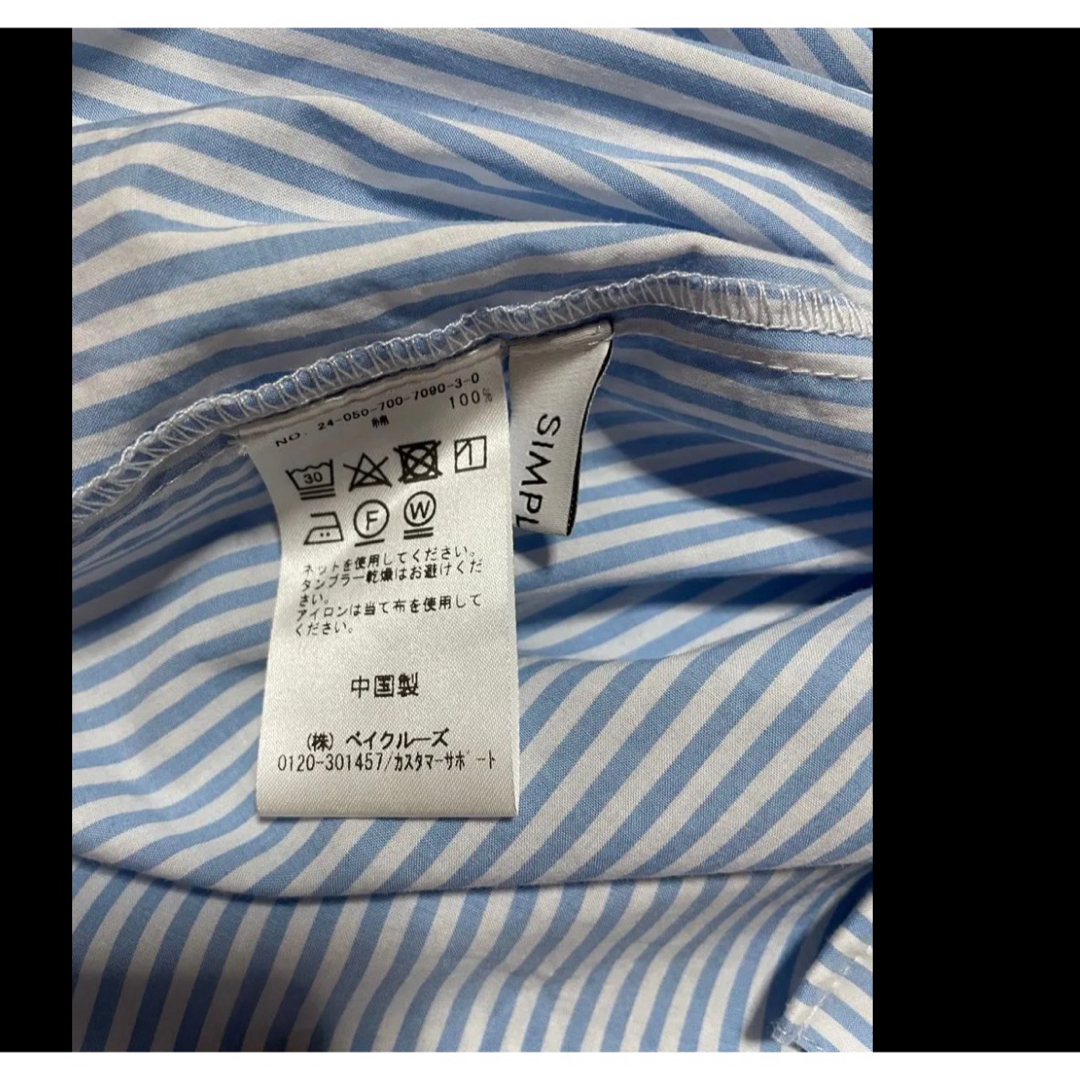 NO. 24-050-700-7090-3-0
綿 100%
30
F W
ネットを使用してください。
タンブラー乾燥はお避けくだ
さい。
アイロンは当て布を使用して
ください。
中国製
(株) ベイクルーズ
0120-301457/カスタマーサポート
SIMPL